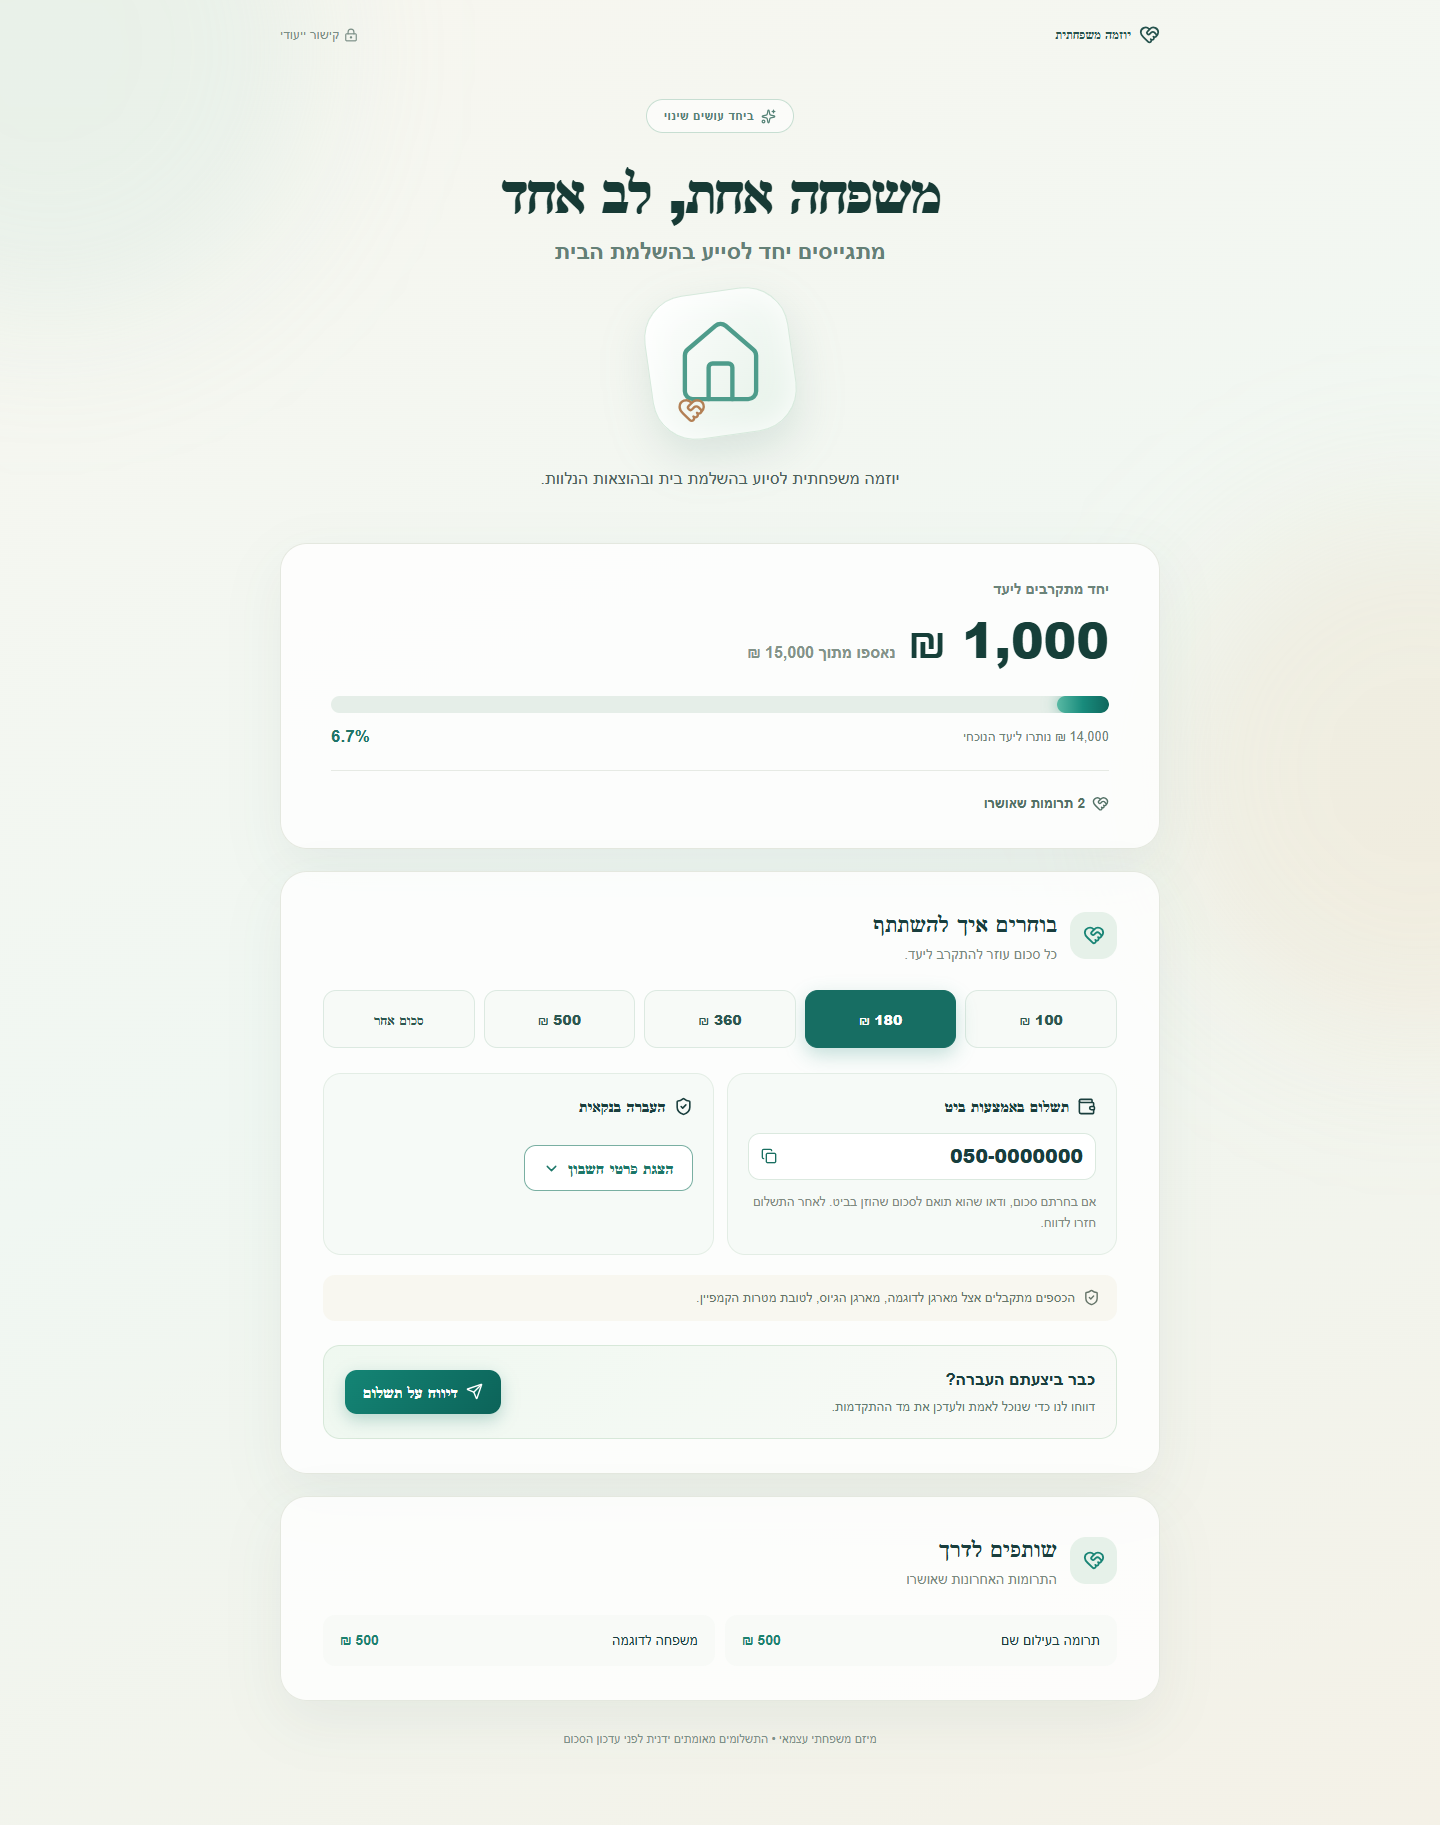 יוזמה משפחתית
קישור ייעודי
ביחד עושים שינוי
משפחה אחת, לב אחד
מתגייסים יחד לסייע בהשלמת הבית
יוזמה משפחתית לסיוע בהשלמת בית ובהוצאות הנלוות.
יחד מתקרבים ליעד
1,000 ₪ נאספו מתוך 15,000 ₪
14,000 ₪ נותרו ליעד הנוכחי
6.7%
2 תרומות שאושרו
בוחרים איך להשתתף
כל סכום עוזר להתקרב ליעד.
100 ₪
180 ₪
360 ₪
500 ₪
סכום אחר
תשלום באמצעות ביט
050-0000000
אם בחרתם סכום, ודאו שהוא תואם לסכום שהוזן בביט. לאחר התשלום
חזרו לדווח.
העברה בנקאית
הצגת פרטי חשבון
הכספים מתקבלים אצל מארגן לדוגמה, מארגן הגיוס, לטובת מטרות הקמפיין.
כבר ביצעתם העברה?
דווחו לנו כדי שנוכל לאמת ולעדכן את מד ההתקדמות.
דיווח על תשלום
שותפים לדרך
התרומות האחרונות שאושרו
תרומה בעילום שם
500 ₪
משפחה לדוגמה
500 ₪
מיזם משפחתי עצמאי • התשלומים מאומתים ידנית לפני עדכון הסכום